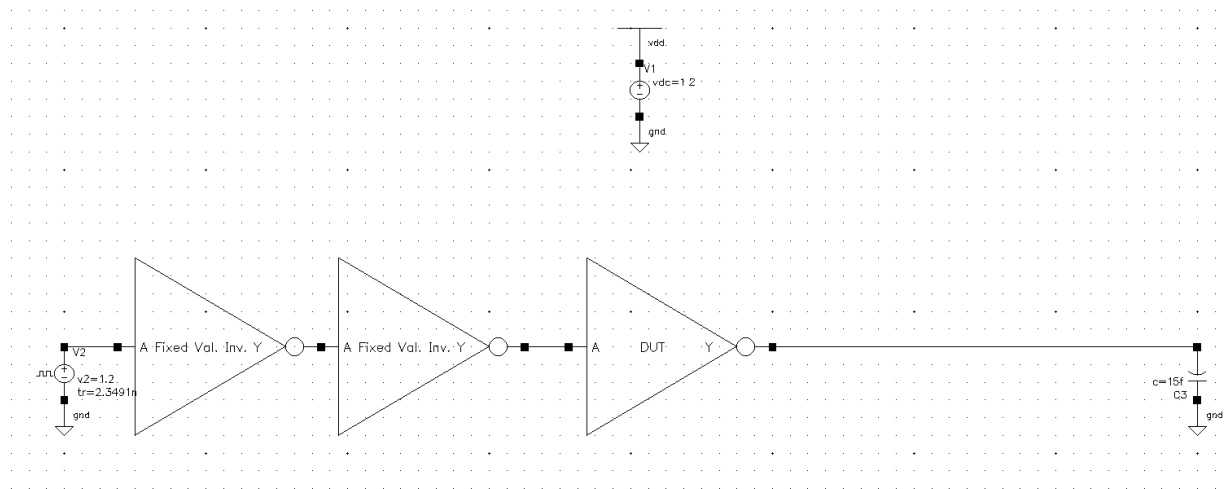 vdd
V1
vdc=1.2
gnd
A Fixed Val. Inv. Y
A Fixed Val. Inv. Y
A DUT Y
V2
v2=1.2
tr=2.3491n
gnd
c=15f
C3
gnd